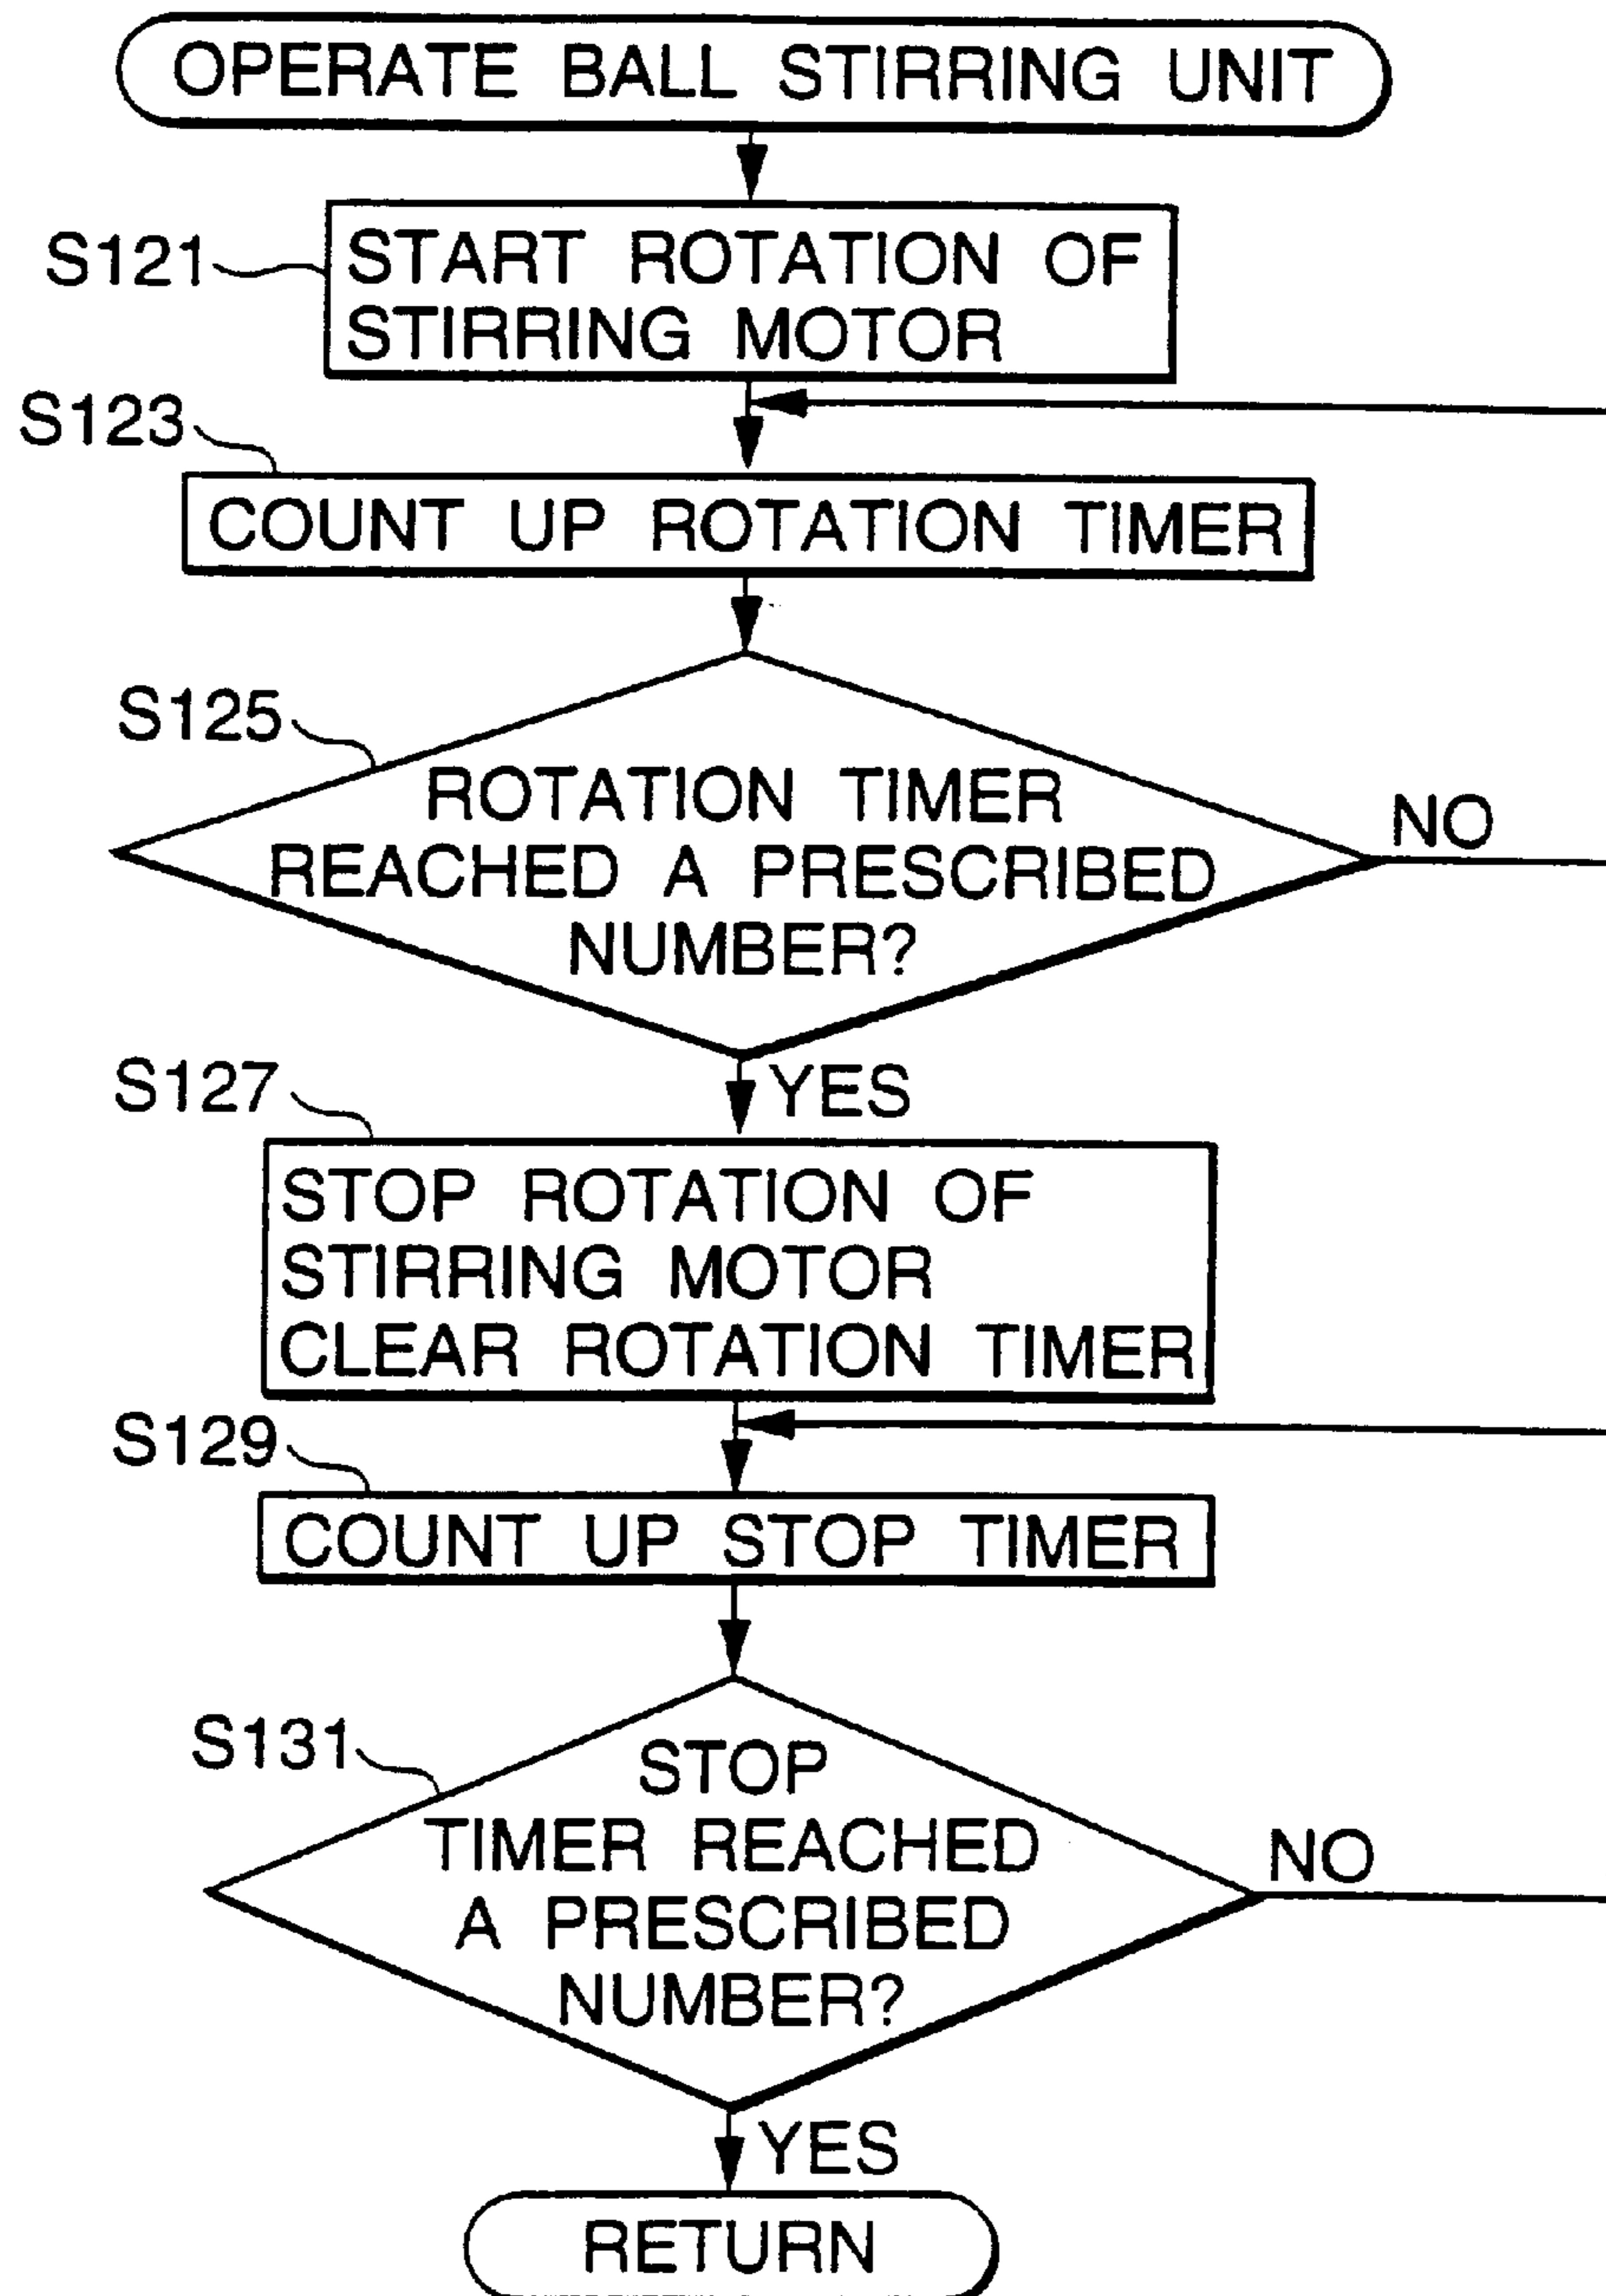 OPERATE BALL STIRRING UNIT
S121
START ROTATION OF
STIRRING MOTOR
S123
COUNT UP ROTATION TIMER
S125
ROTATION TIMER
REACHED A PRESCRIBED
NUMBER?
NO
YES
S127
STOP ROTATION OF
STIRRING MOTOR
CLEAR ROTATION TIMER
S129
COUNT UP STOP TIMER
S131
STOP
TIMER REACHED
A PRESCRIBED
NUMBER?
NO
YES
RETURN